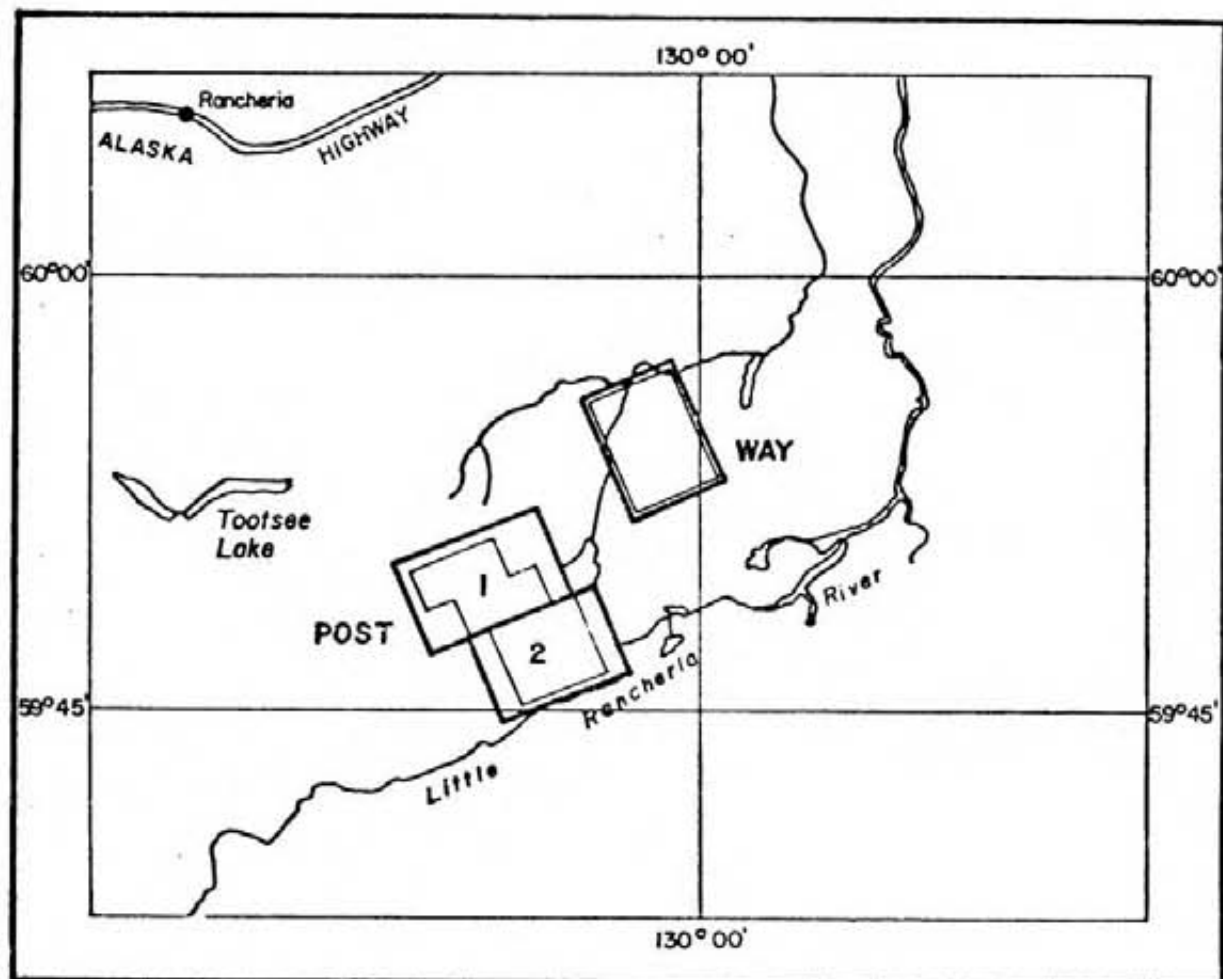 130° 00'
Rancheria
ALASKA HIGHWAY
60°00'
60°00'
WAY
Tootsee
Lake
1
POST
2
River
Rancheria
Little
59°45'
59°45'
130° 00'